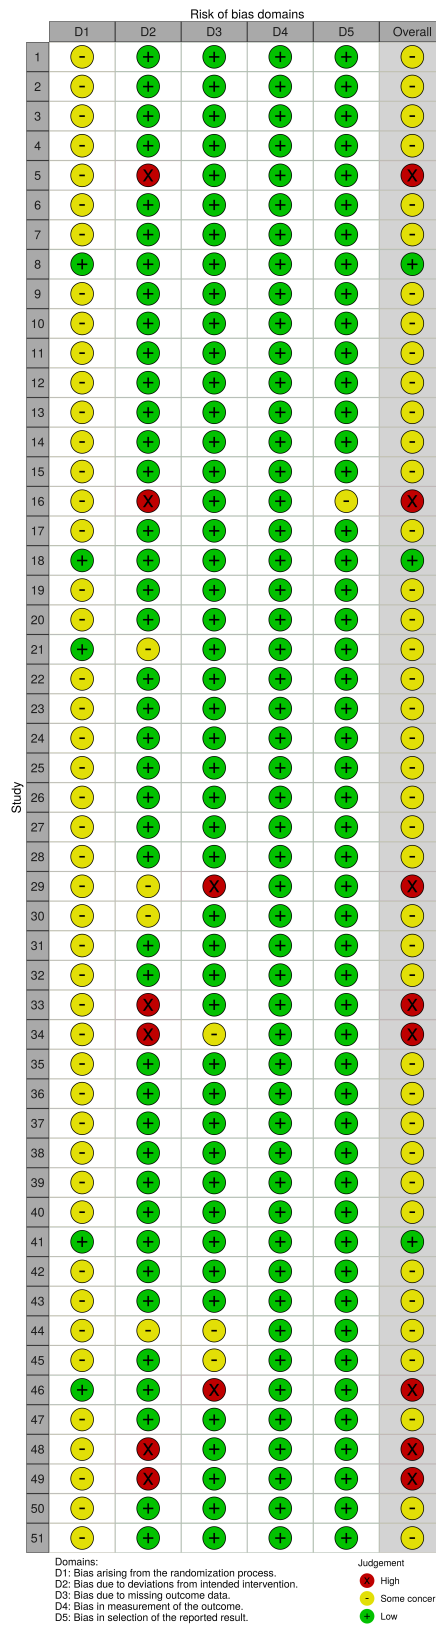 Risk of bias domains
D1 D2 D3 D4 D5 Overall
1 - + + + + -
2 - + + + + -
3 - + + + + -
4 - + + + + -
5 - X + + + X
6 - + + + + -
7 - + + + + -
8 + + + + + +
9 - + + + + -
10 - + + + + -
11 - + + + + -
12 - + + + + -
13 - + + + + -
14 - + + + + -
15 - + + + + -
16 - X + + - X
17 - + + + + -
18 + + + + + +
19 - + + + + -
20 - + + + + -
21 + - + + + -
22 - + + + + -
23 - + + + + -
24 - + + + + -
25 - + + + + -
26 - + + + + -
Study
27 - + + + + -
28 - + + + + -
29 - - X + + X
30 - - + + + -
31 - + + + + -
32 - + + + + -
33 - X + + + X
34 - X - + + X
35 - + + + + -
36 - + + + + -
37 - + + + + -
38 - + + + + -
39 - + + + + -
40 - + + + + -
41 + + + + + +
42 - + + + + -
43 - + + + + -
44 - - - + + -
45 - + - + + -
46 + + X + + X
47 - + + + + -
48 - X + + + X
49 - X + + + X
50 - + + + + -
51 - + + + + -
Domains:
D1: Bias arising from the randomization process.
D2: Bias due to deviations from intended intervention.
D3: Bias due to missing outcome data.
D4: Bias in measurement of the outcome.
D5: Bias in selection of the reported result.
Judgement
X High
- Some concer
+ Low